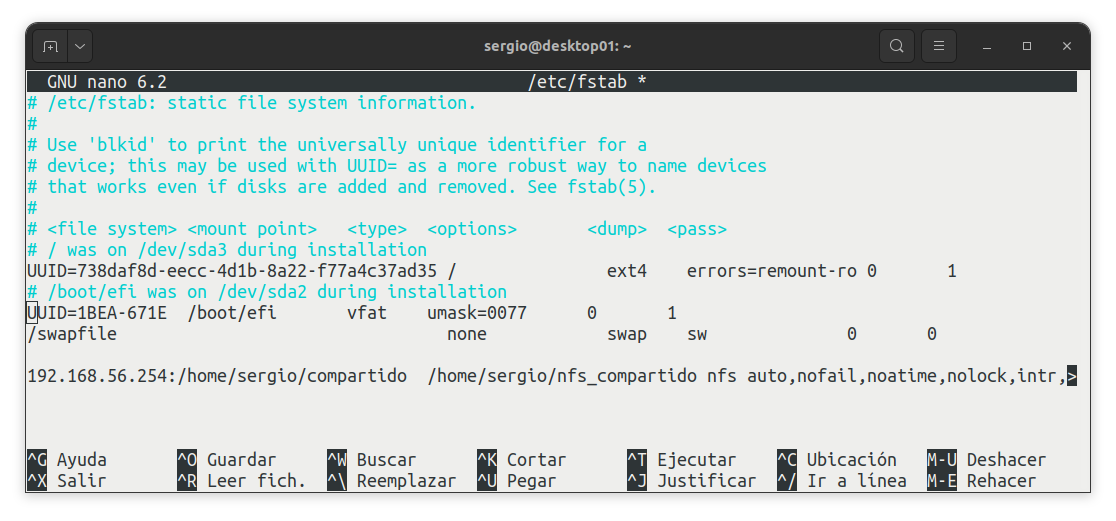 sergio@desktop01: ~
GNU nano 6.2 /etc/fstab *
# /etc/fstab: static file system information.
#
# Use 'blkid' to print the universally unique identifier for a
# device; this may be used with UUID= as a more robust way to name devices
# that works even if disks are added and removed. See fstab(5).
#
# <file system> <mount point>   <type>  <options>       <dump>  <pass>
# / was on /dev/sda3 during installation
UUID=738daf8d-eecc-4d1b-8a22-f77a4c37ad35 /               ext4    errors=remount-ro 0       1
# /boot/efi was on /dev/sda2 during installation
UUID=1BEA-671E  /boot/efi       vfat    umask=0077      0       1
/swapfile                                 none            swap    sw              0       0
192.168.56.254:/home/sergio/compartido  /home/sergio/nfs_compartido nfs auto,nofail,noatime,nolock,intr,>
^G Ayuda ^O Guardar ^W Buscar ^K Cortar ^T Ejecutar ^C Ubicación M-U Deshacer
^X Salir ^R Leer fich. ^\ Reemplazar ^U Pegar ^J Justificar ^/ Ir a línea M-E Rehacer